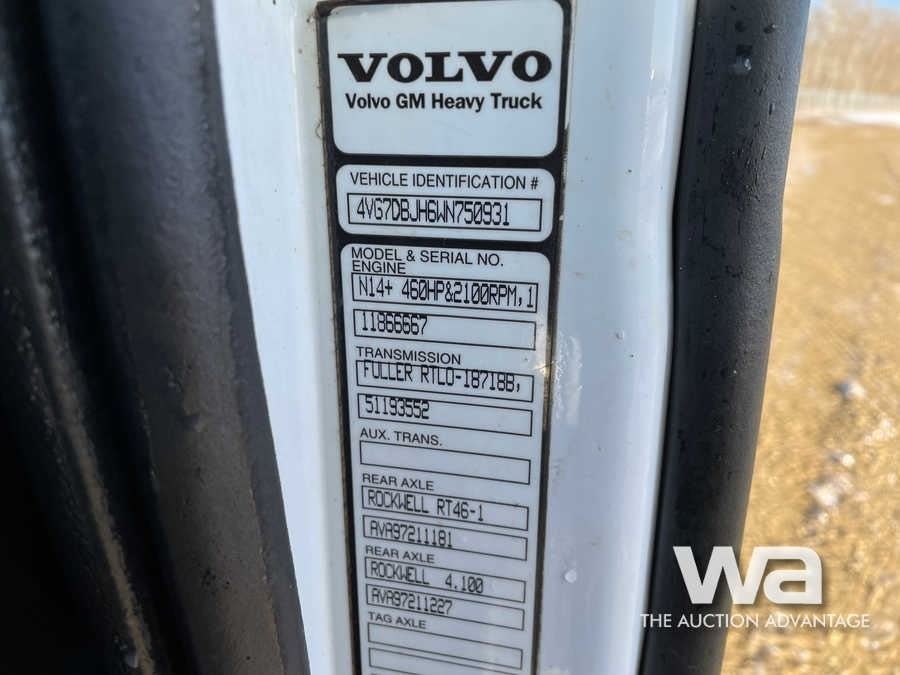 VOLVO
Volvo GM Heavy Truck
VEHICLE IDENTIFICATION #
4VG7DBJH6WN750931
MODEL & SERIAL NO.
ENGINE
N14+ 460HP&2100RPM,1
11866667
TRANSMISSION
FULLER RTLO-18718B,
51193552
AUX. TRANS.
REAR AXLE
ROCKWELL RT46-1
AVA97211181
REAR AXLE
ROCKWELL 4.100
AVA97211227
TAG AXLE
wa
THE AUCTION ADVANTAGE